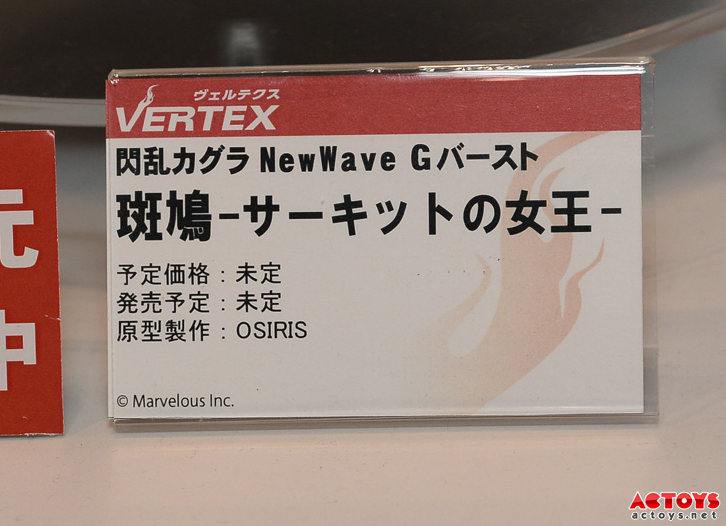 ヴェルテクス
VERTEX
閃乱カグラ NewWave Gバースト
斑鳩-サーキットの女王-
予定価格：未定
発売予定：未定
原型製作：OSIRIS
© Marvelous Inc.
元
中
ACTOYS
actoys.net